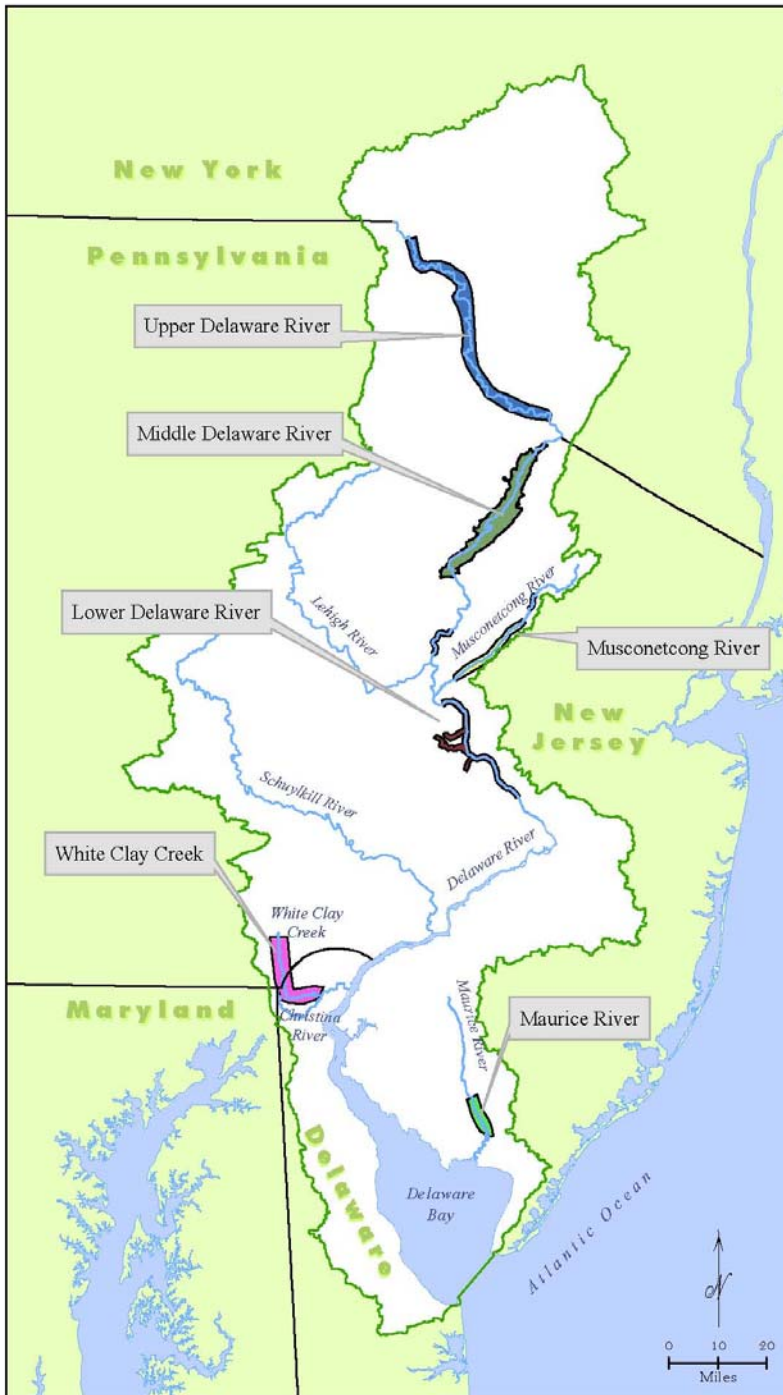 New York
Pennsylvania
Upper Delaware River
Middle Delaware River
Lower Delaware River
Lehigh River
Musconetcong River
Musconetcong River
New
Jersey
Schuylkill River
White Clay Creek
Delaware River
White Clay
Creek
Maryland
Christina
River
Maurice River
Maurice River
Delaware
Delaware
Bay
Atlantic Ocean
N
0 10 20
Miles